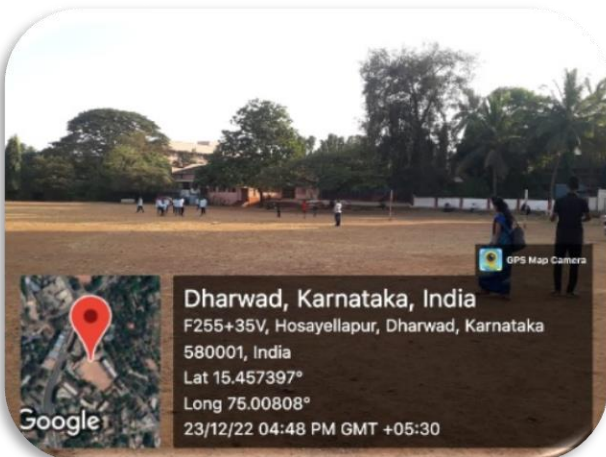 GPS Map Camera
Dharwad, Karnataka, India
F255+35V, Hosayellapur, Dharwad, Karnataka
580001, India
Lat 15.457397°
Long 75.00808°
23/12/22 04:48 PM GMT +05:30
Google